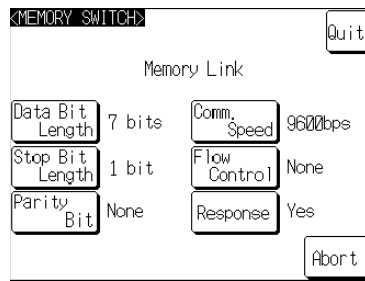 <MEMORY SWITCH>
Quit
Memory Link
Data Bit
Length
7 bits
Comm.
Speed
9600bps
Stop Bit
Length
1 bit
Flow
Control
None
Parity
Bit
None
Response
Yes
Abort